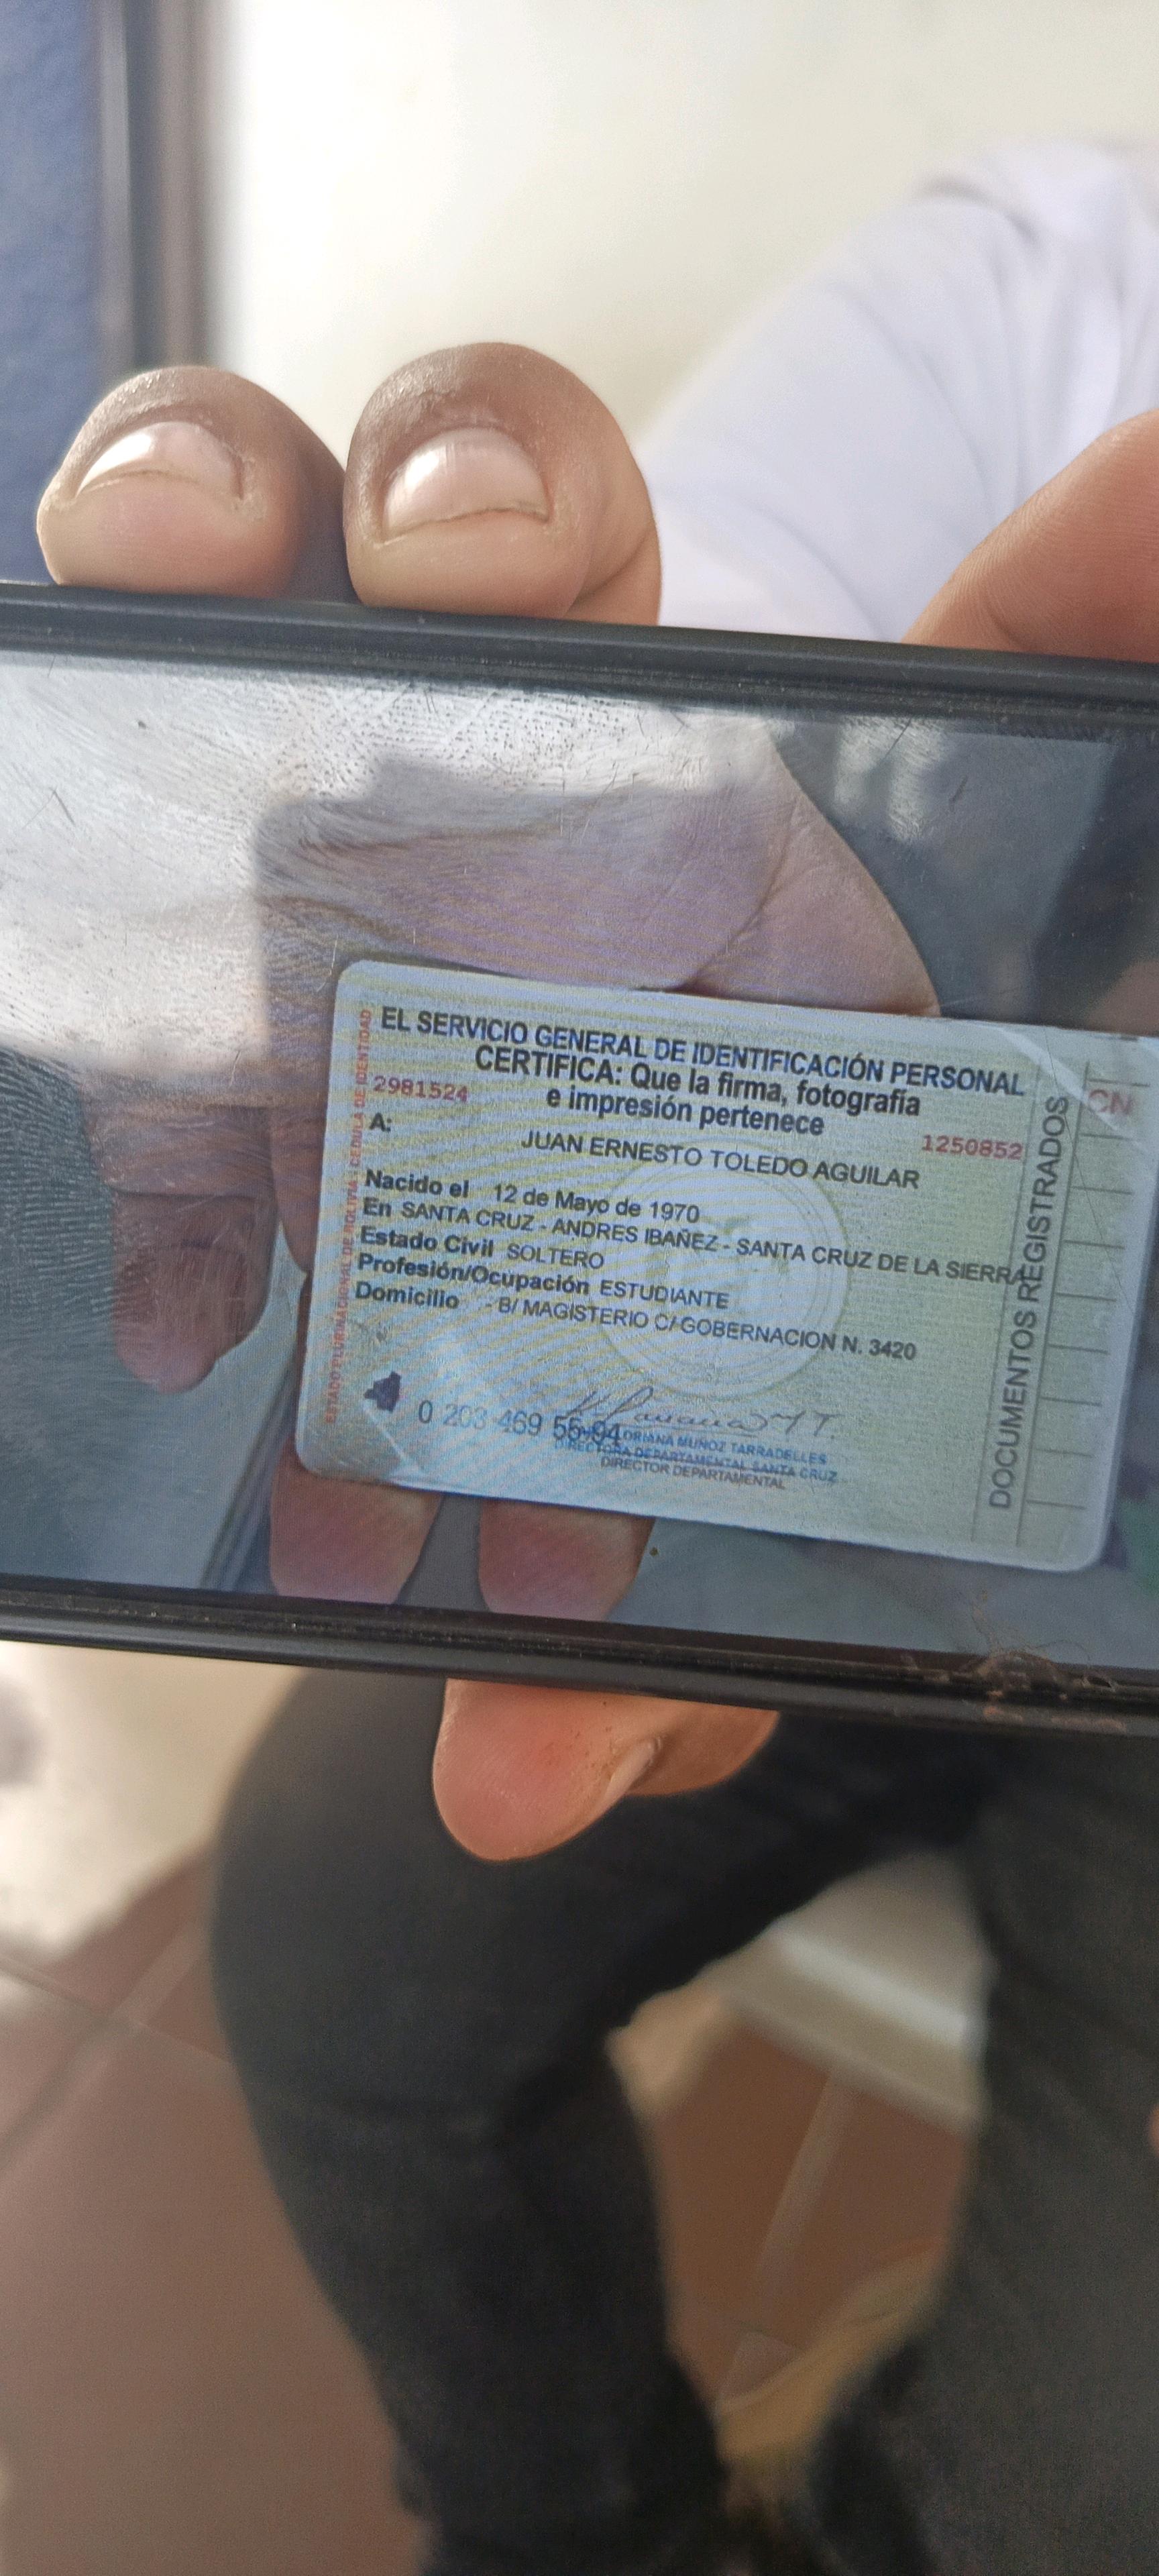 EL SERVICIO GENERAL DE IDENTIFICACIÓN PERSONAL
CERTIFICA: Que la firma, fotografía
e impresión pertenece
2981524
1250852
A:
JUAN ERNESTO TOLEDO AGUILAR
Nacido el 12 de Mayo de 1970
En SANTA CRUZ - ANDRES IBAÑEZ - SANTA CRUZ DE LA SIERRA
Estado Civil SOLTERO
Profesión/Ocupación ESTUDIANTE
Domicilio - B/ MAGISTERIO C/ GOBERNACION N. 3420
0 203 469 56-94
ORIANA MUÑOZ TARRADELLES
DIRECTORA DEPARTAMENTAL SANTA CRUZ
DIRECTOR DEPARTAMENTAL
ESTADO PLURINACIONAL DE BOLIVIA CEDULA DE IDENTIDAD
DOCUMENTOS REGISTRADOS
CN